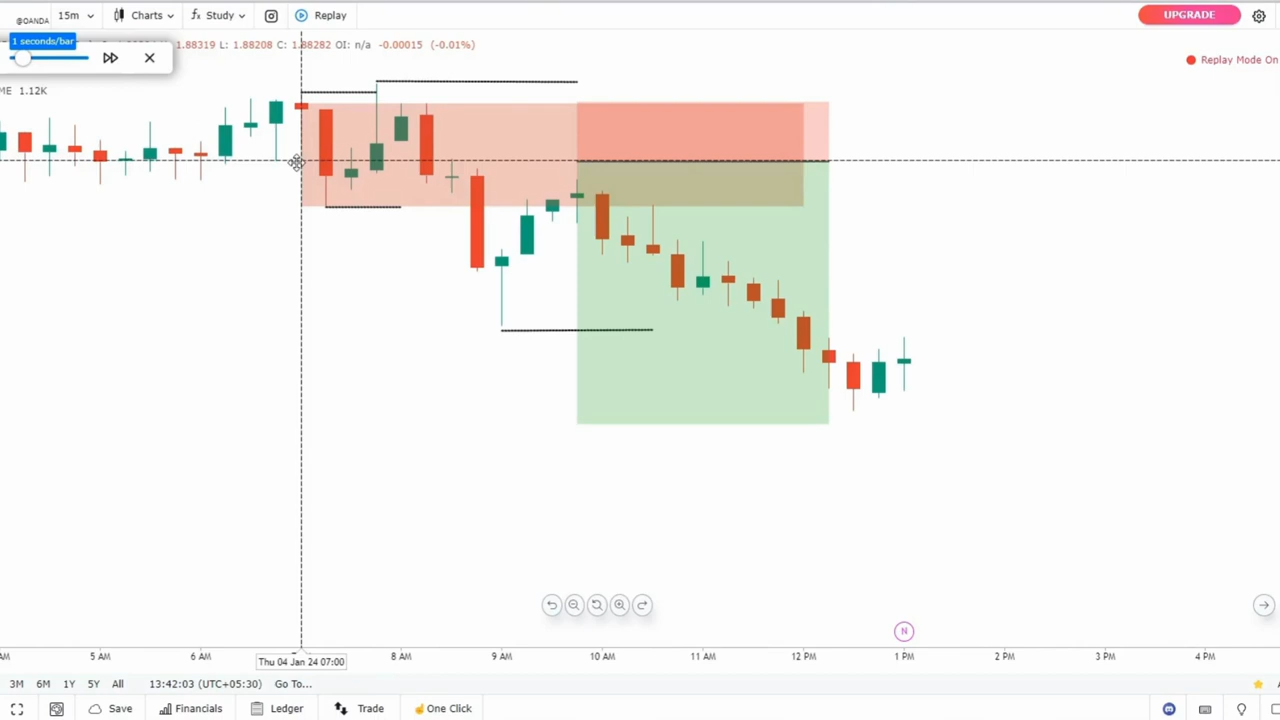 @OANDA 15m Charts Study Replay UPGRADE
1 seconds/bar 1.88319 L: 1.88208 C: 1.88282 OI: n/a -0.00015 (-0.01%)
Replay Mode On
ME 1.12K
N
AM 5 AM 6 AM Thu 04 Jan 24 07:00 8 AM 9 AM 10 AM 11 AM 12 PM 1 PM 2 PM 3 PM 4 PM
3M 6M 1Y 5Y All 13:42:03 (UTC+05:30) Go To...
Save Financials Ledger Trade One Click